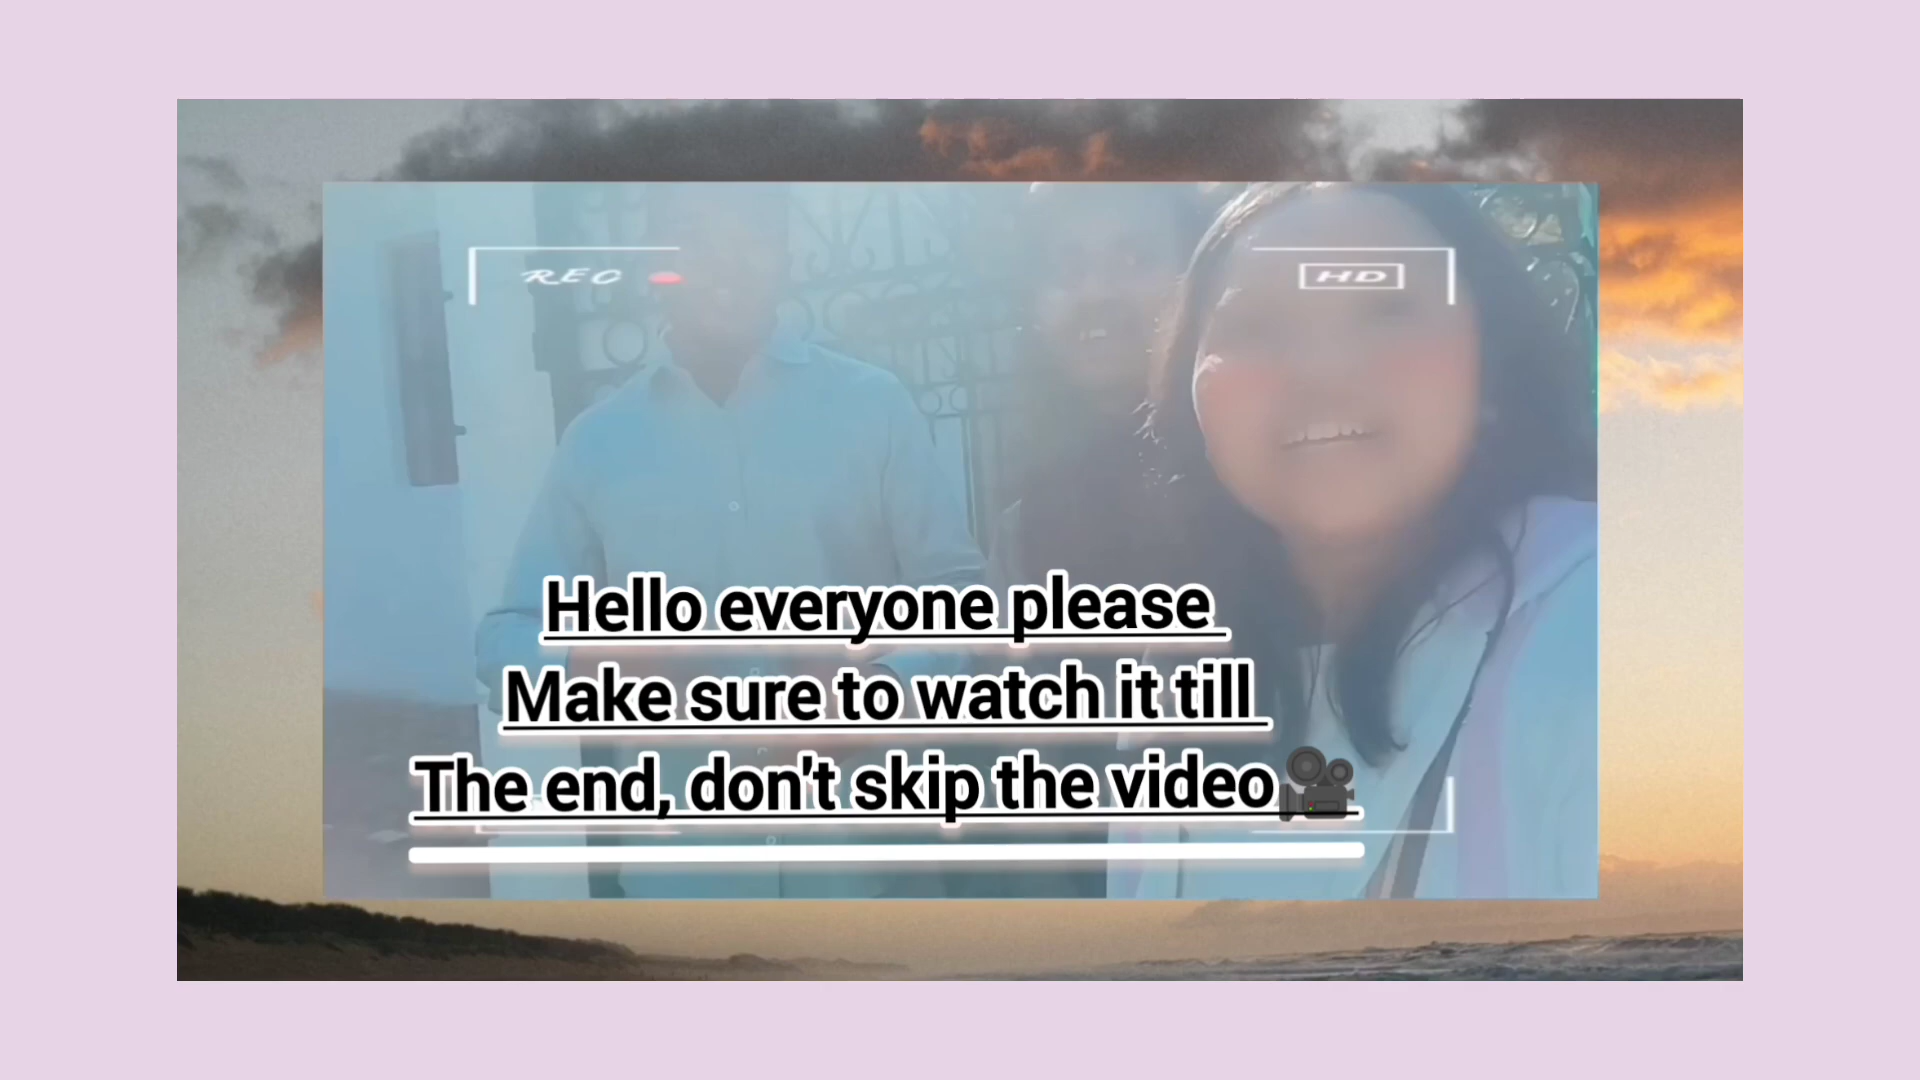 REC
HD
Hello everyone please
Make sure to watch it till
The end, don't skip the video🎥